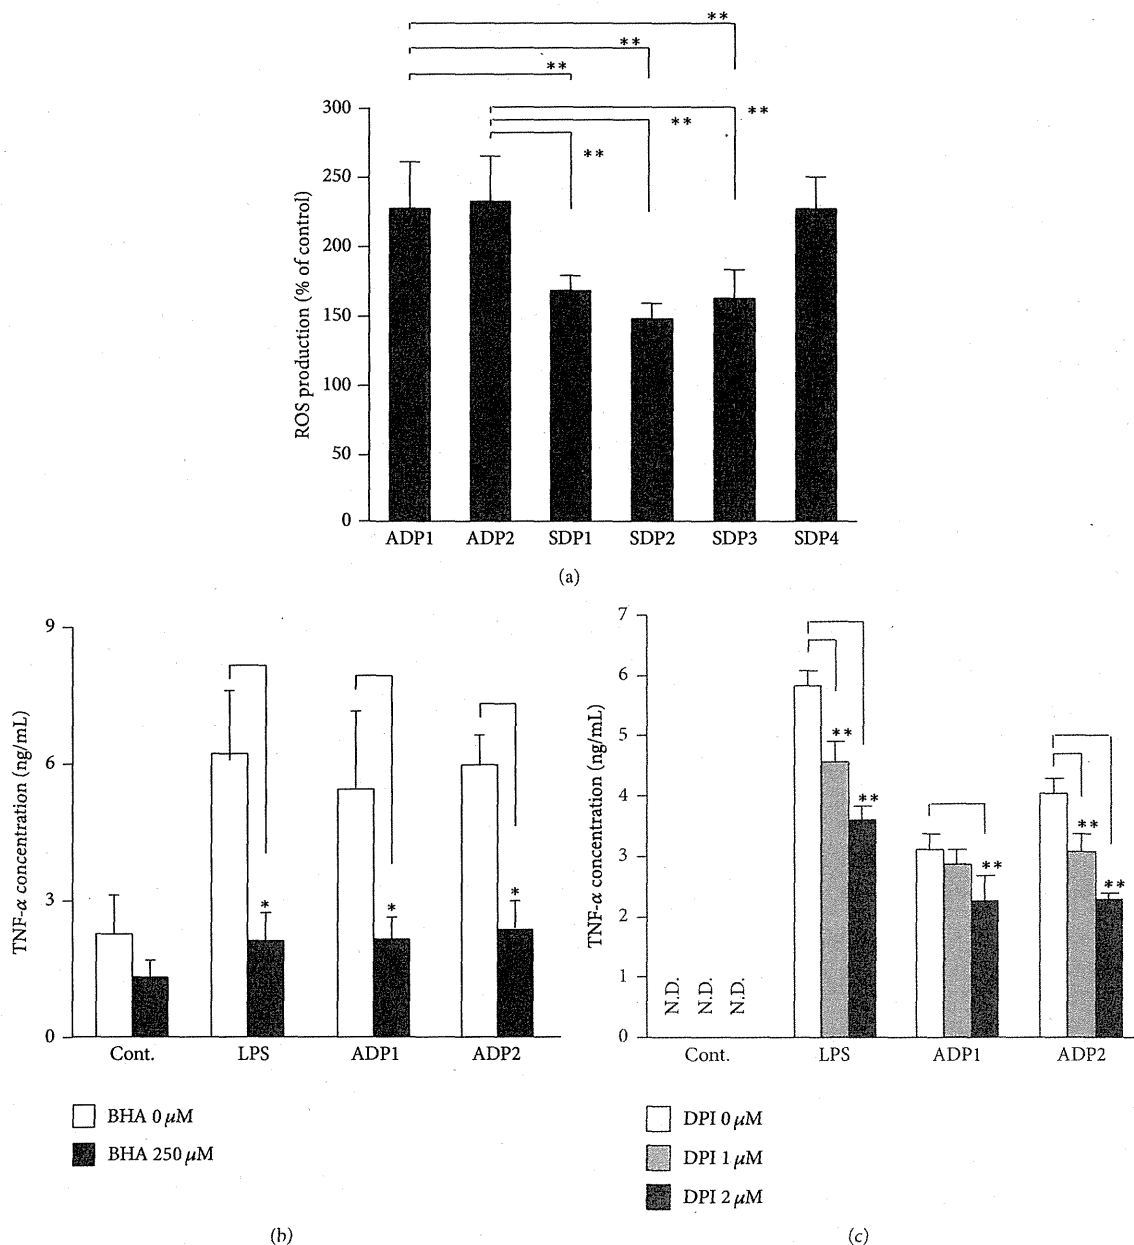 **
**
**
300
250
200
150
100
50
0
ROS production (% of control)
**
**
**
ADP1 ADP2 SDP1 SDP2 SDP3 SDP4
(a)
9
6
3
0
TNF-α concentration (ng/mL)
*
*
*
Cont. LPS ADP1 ADP2
BHA 0 μM
BHA 250 μM
(b)
7
6
5
4
3
2
1
0
TNF-α concentration (ng/mL)
N.D. N.D. N.D.
**
**
**
**
**
Cont. LPS ADP1 ADP2
DPI 0 μM
DPI 1 μM
DPI 2 μM
(c)